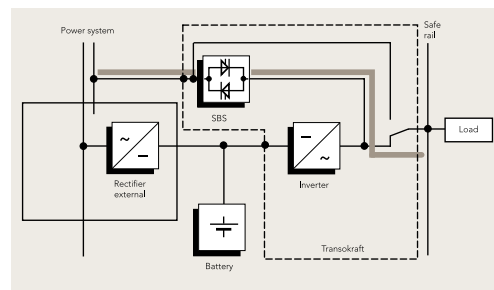 Power system
Safe
rail
SBS
Load
Rectifier
external
Inverter
Battery
Transokraft